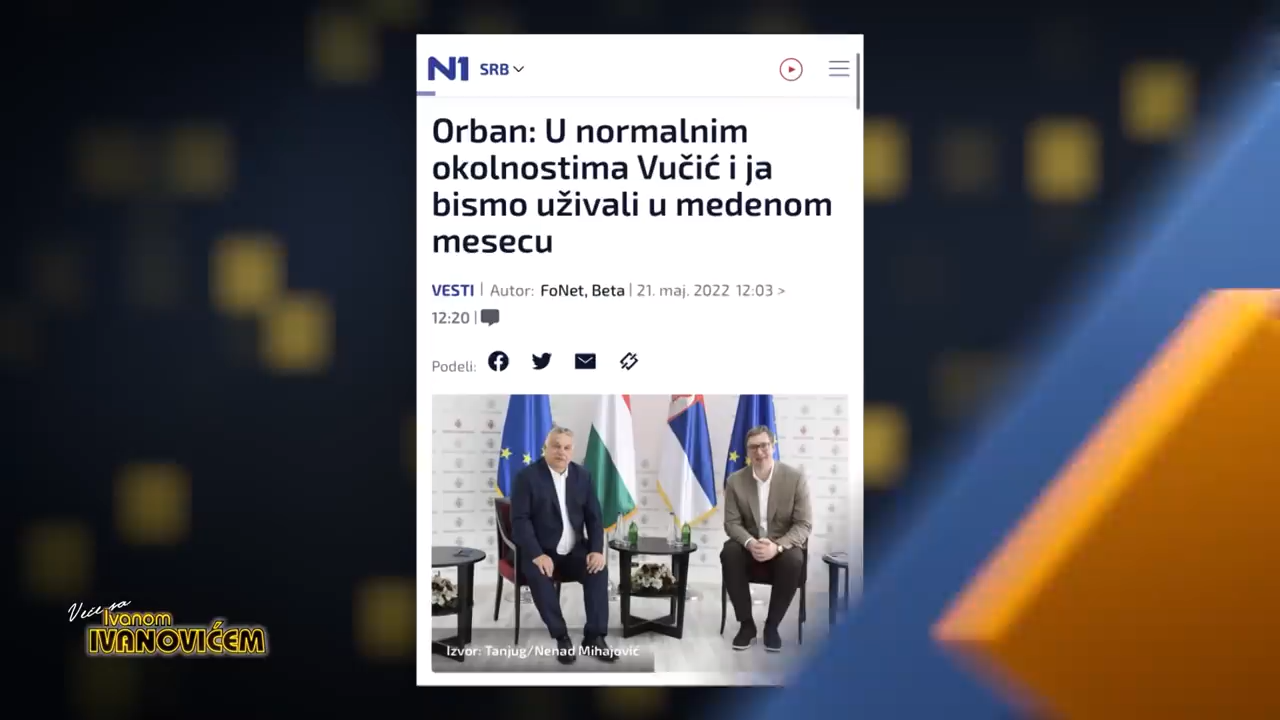 N1 SRB
Orban: U normalnim
okolnostima Vučić i ja
bismo uživali u medenom
mesecu
VESTI | Autor: FoNet, Beta | 21. maj. 2022 12:03 >
12:20 |
Podeli:
Izvor: Tanjug/Nenad Mihajović
Veče sa
Ivanom
IVANOVIĆEM